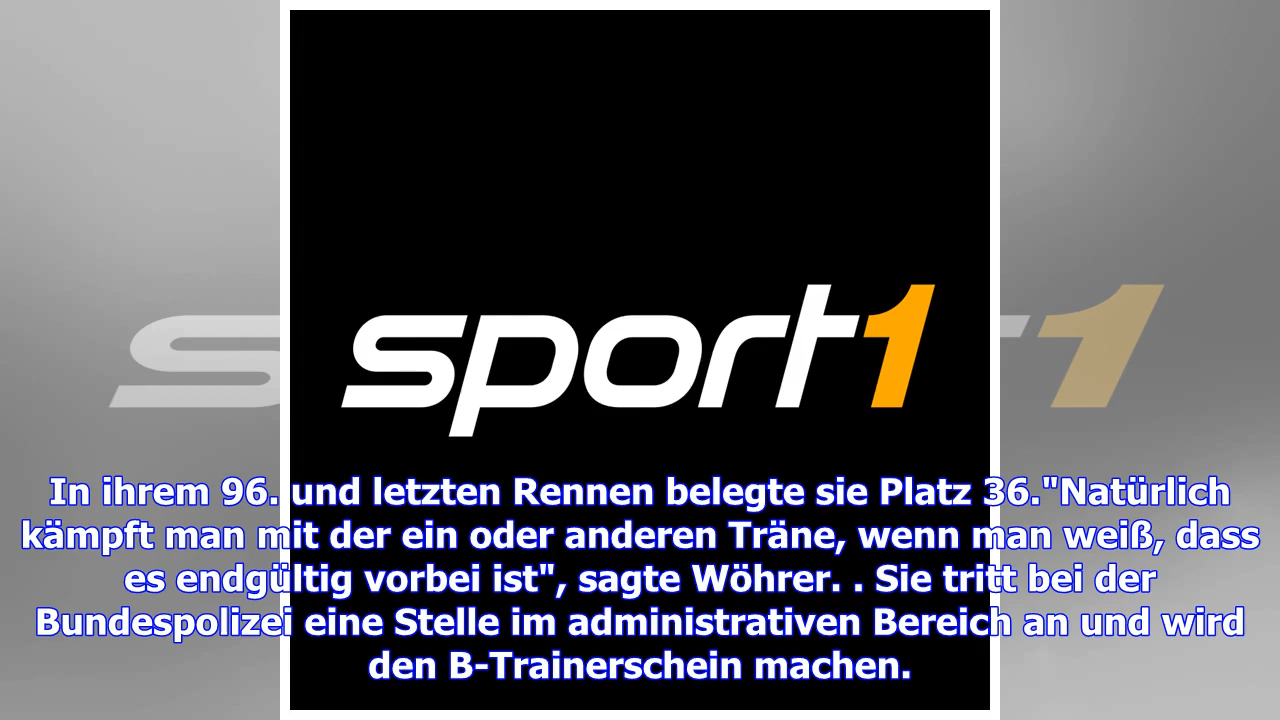 sport1
In ihrem 96. und letzten Rennen belegte sie Platz 36."Natürlich
kämpft man mit der ein oder anderen Träne, wenn man weiß, dass
es endgültig vorbei ist", sagte Wöhrer. . Sie tritt bei der
Bundespolizei eine Stelle im administrativen Bereich an und wird
den B-Trainerschein machen.